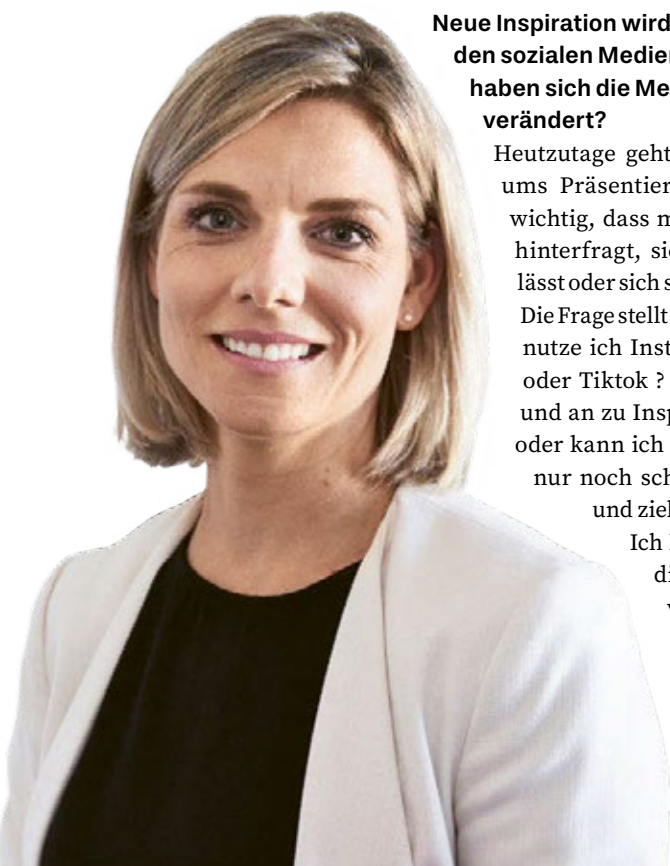 Neue Inspiration wird
den sozialen Medien
haben sich die Me
verändert?
Heutzutage geht
ums Präsentier
wichtig, dass m
hinterfragt, si
lässt oder sich s
Die Frage stellt
nutze ich Inst
oder Tiktok ?
und an zu Insp
oder kann ich
nur noch sch
und ziel
Ich
di